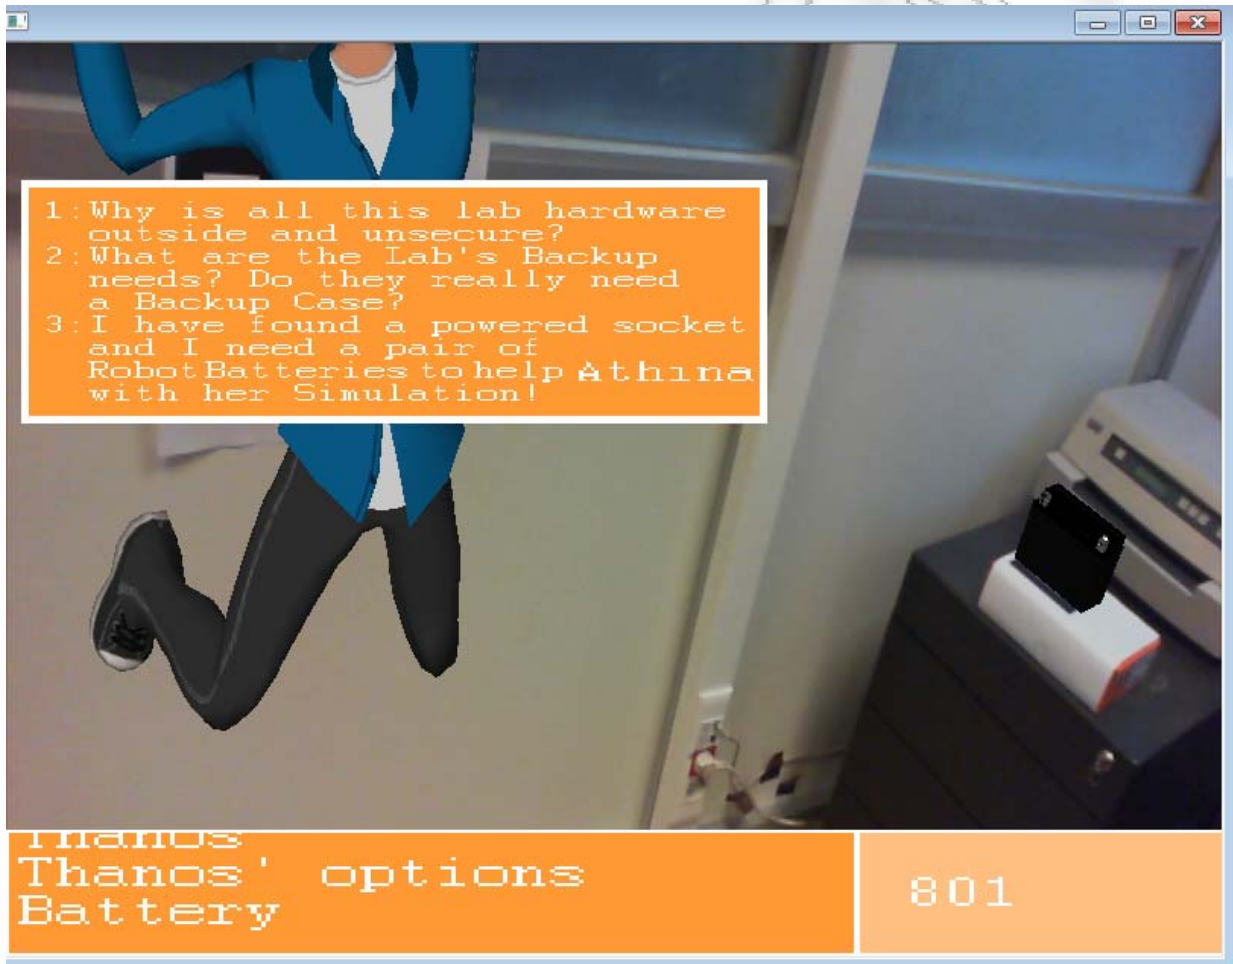 1:Why is all this lab hardware
outside and unsecure?
2:What are the Lab's Backup
needs? Do they really need
a Backup Case?
3:I have found a powered socket
and I need a pair of
RobotBatteries to help Athina
with her Simulation!
Thanos
Thanos' options
Battery
801